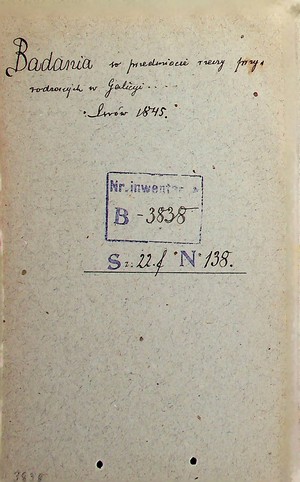 Badania w przedmiocie rzeczy przy
rodzonych w Galicyi....
Lwów 1845.
Nr. inwentarza
B-3838
S z. 22.f N 138.
3838